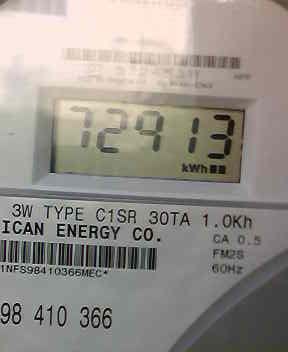 72913
kWh
3W TYPE C1SR 30TA 1.0Kh
ICAN ENERGY CO.
CA 0.5
FM2S
60Hz
1NFS98410366MEC*
98 410 366